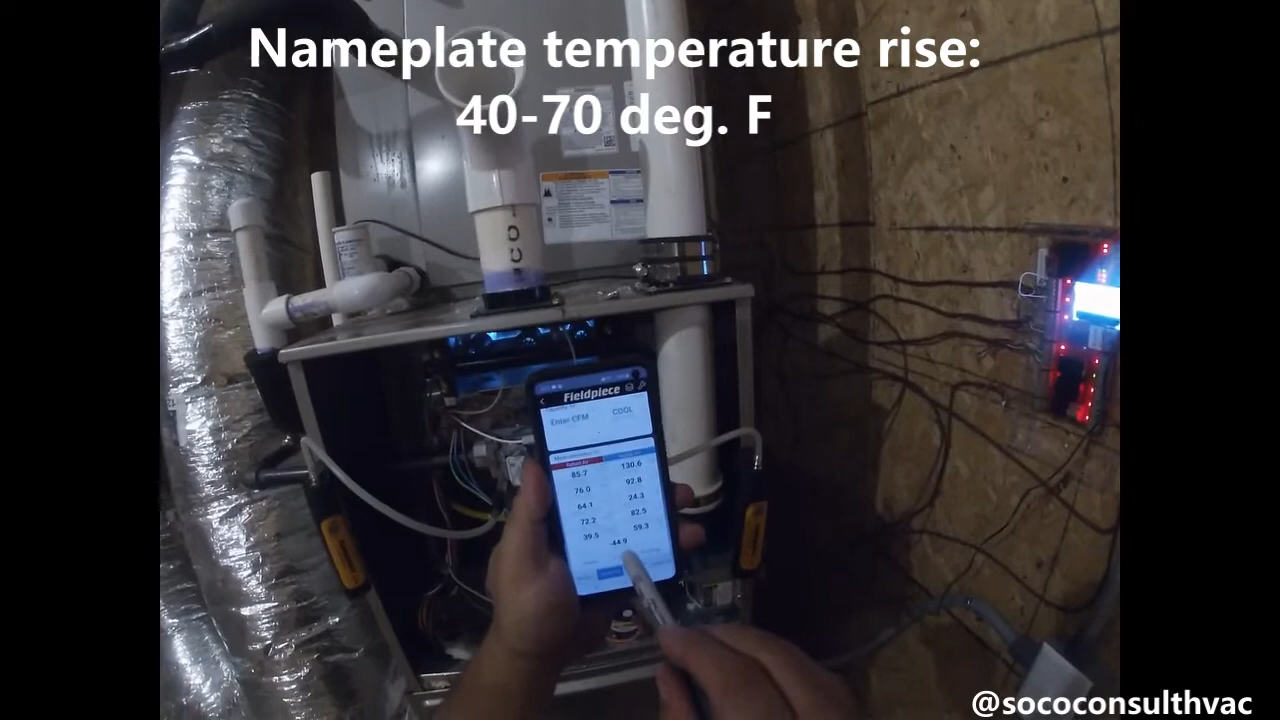 Nameplate temperature rise:
40-70 deg. F
Fieldpiece
Enter CFM COOL
85.7 130.6
76.0 92.8
64.1 24.3
72.2 82.5
39.5 59.3
-44.9
@sococonsulthvac